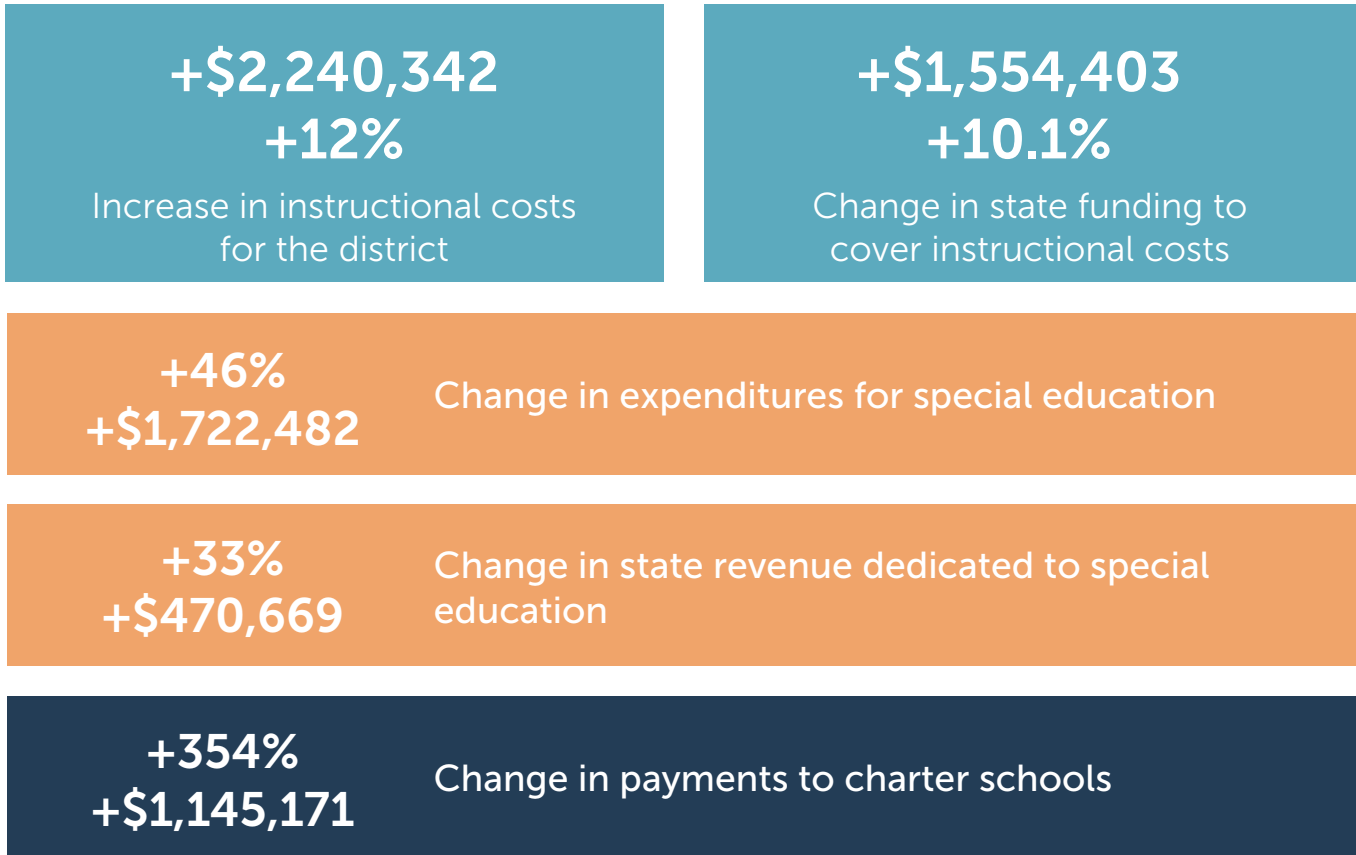 +$2,240,342
+12%
Increase in instructional costs
for the district
+$1,554,403
+10.1%
Change in state funding to
cover instructional costs
+46%
+$1,722,482
Change in expenditures for special education
+33%
+$470,669
Change in state revenue dedicated to special
education
+354%
+$1,145,171
Change in payments to charter schools